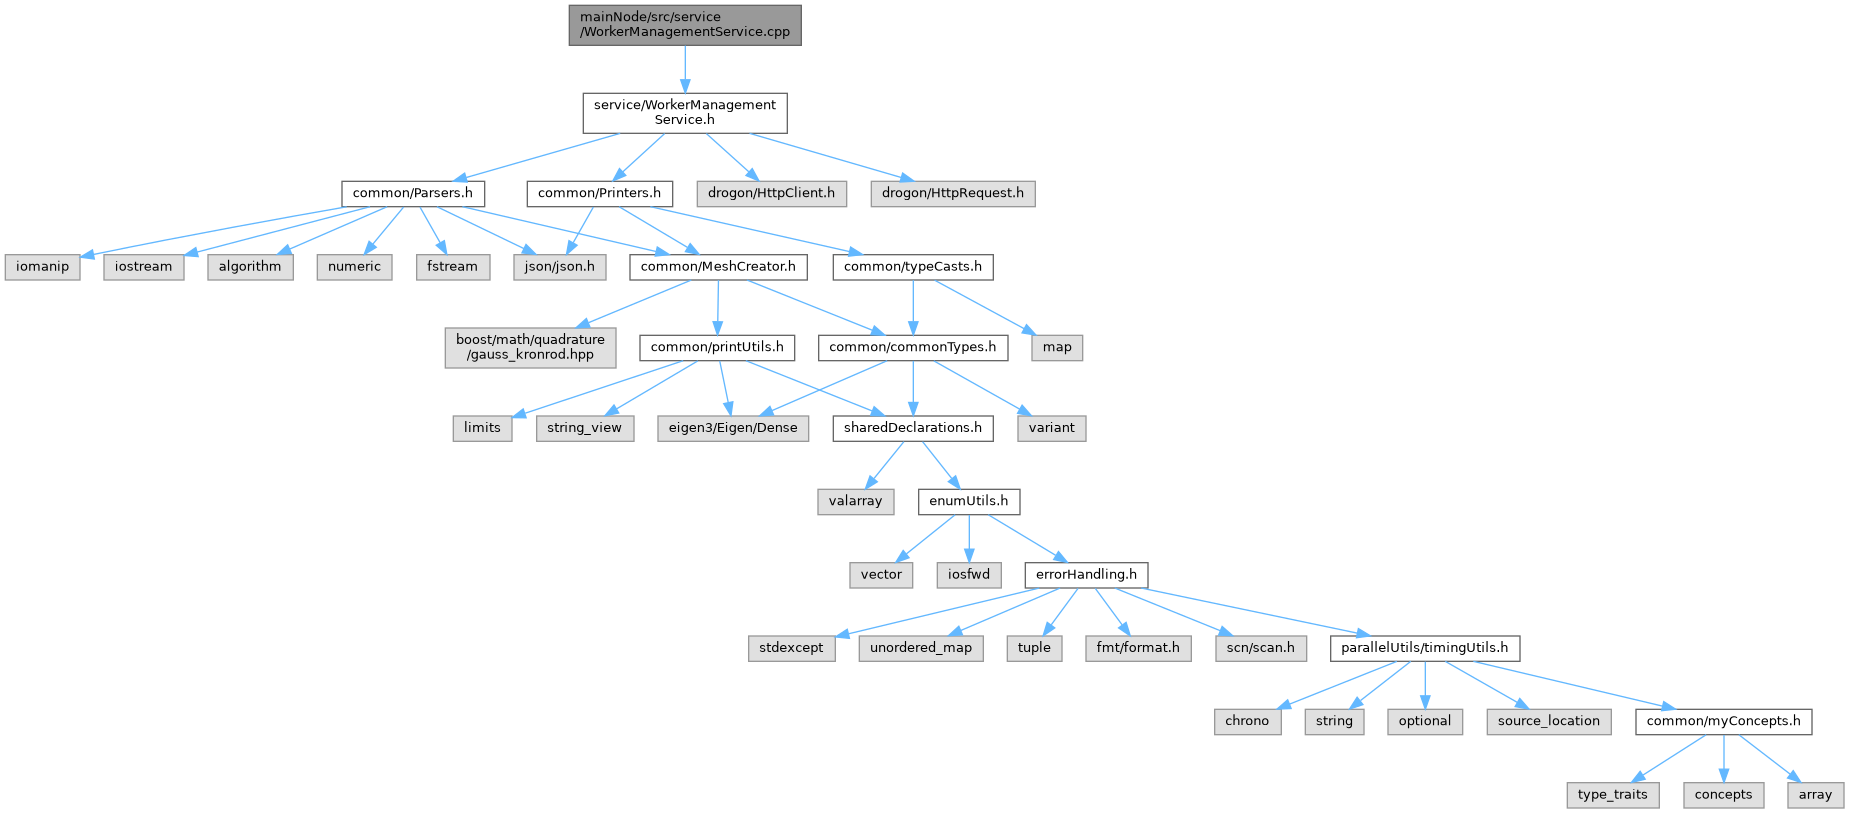 mainNode/src/service
/WorkerManagementService.cpp
service/WorkerManagement
Service.h
common/Parsers.h
common/Printers.h
drogon/HttpClient.h
drogon/HttpRequest.h
iomanip
iostream
algorithm
numeric
fstream
json/json.h
common/MeshCreator.h
common/typeCasts.h
boost/math/quadrature
/gauss_kronrod.hpp
common/printUtils.h
common/commonTypes.h
map
limits
string_view
eigen3/Eigen/Dense
sharedDeclarations.h
variant
valarray
enumUtils.h
vector
iosfwd
errorHandling.h
stdexcept
unordered_map
tuple
fmt/format.h
scn/scan.h
parallelUtils/timingUtils.h
chrono
string
optional
source_location
common/myConcepts.h
type_traits
concepts
array